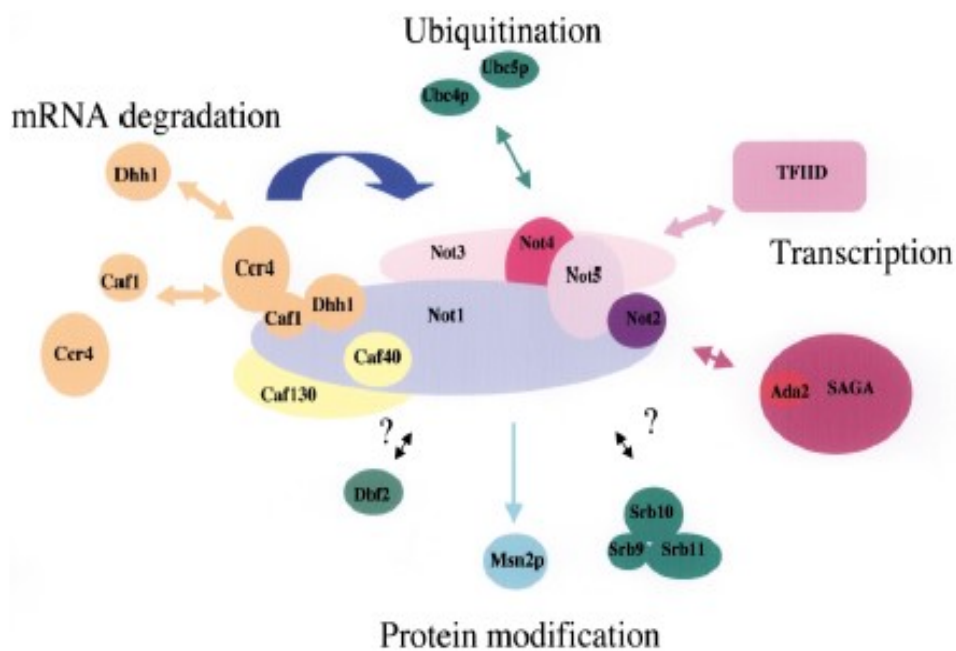 Ubiquitination
Ubc5p
Ubc4p
mRNA degradation
Dhh1
TFIID
Not4
Not3
Transcription
Ccr4
Not5
Caf1
Dhh1
Caf1
Not1
Not2
Ccr4
Caf40
Ada2 SAGA
Caf130
?
?
Dbf2
Srb10
Srb9 Srb11
Msn2p
Protein modification